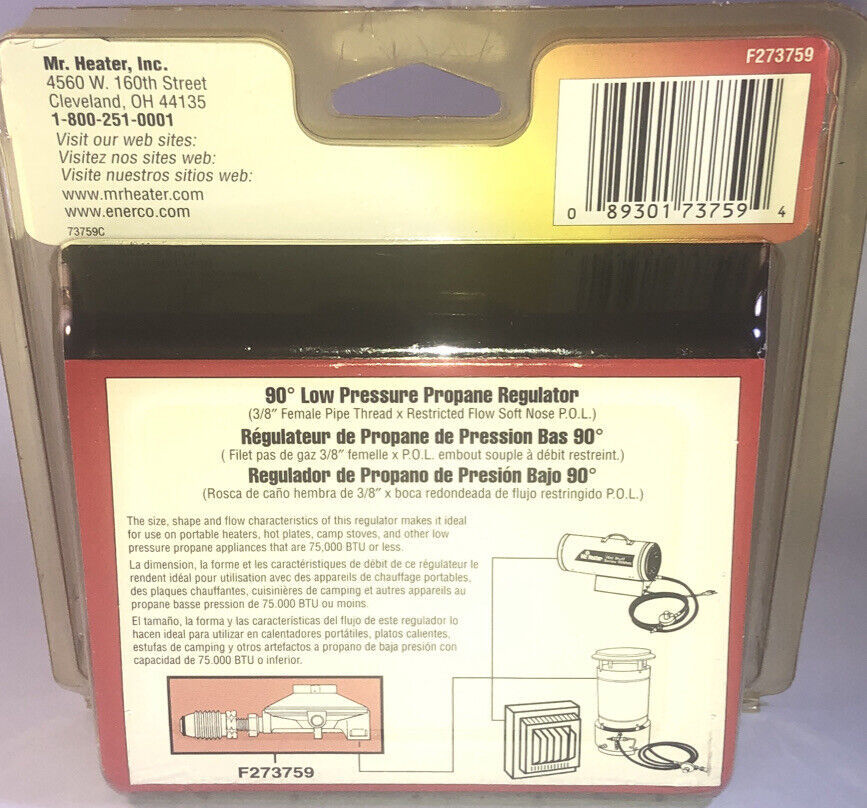 Mr. Heater, Inc.
4560 W. 160th Street
Cleveland, OH 44135
1-800-251-0001
Visit our web sites:
Visitez nos sites web:
Visite nuestros sitios web:
www.mrheater.com
www.enerco.com
73759C
F273759
0 89301 73759 4
90° Low Pressure Propane Regulator
(3/8" Female Pipe Thread x Restricted Flow Soft Nose P.O.L.)
Régulateur de Propane de Pression Bas 90°
( Filet pas de gaz 3/8" femelle x P.O.L. embout souple à débit restreint.)
Regulador de Propano de Presión Bajo 90°
(Rosca de caño hembra de 3/8" x boca redondeada de flujo restringido P.O.L.)
The size, shape and flow characteristics of this regulator makes it ideal
for use on portable heaters, hot plates, camp stoves, and other low
pressure propane appliances that are 75,000 BTU or less.
La dimension, la forme et les caractéristiques de débit de ce régulateur le
rendent idéal pour utilisation avec des appareils de chauffage portables,
des plaques chauffantes, cuisinières de camping et autres appareils au
propane basse pression de 75.000 BTU ou moins.
El tamaño, la forma y las características del flujo de este regulador lo
hacen ideal para utilizar en calentadores portátiles, platos calientes,
estufas de camping y otros artefactos a propano de baja presión con
capacidad de 75.000 BTU o inferior.
F273759